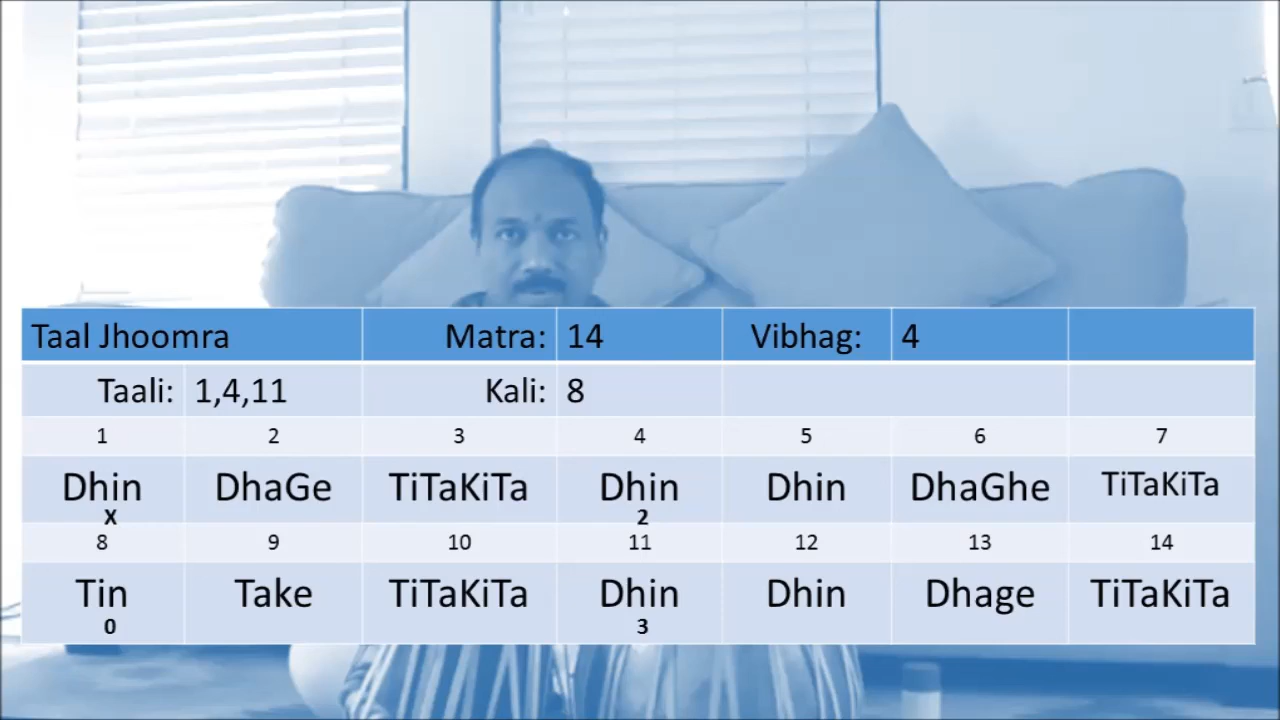 Taal Jhoomra Matra: 14 Vibhag: 4
Taali: 1,4,11 Kali: 8
1 2 3 4 5 6 7
Dhin DhaGe TiTaKiTa Dhin Dhin DhaGhe TiTaKiTa
X 2
8 9 10 11 12 13 14
Tin Take TiTaKiTa Dhin Dhin Dhage TiTaKiTa
0 3